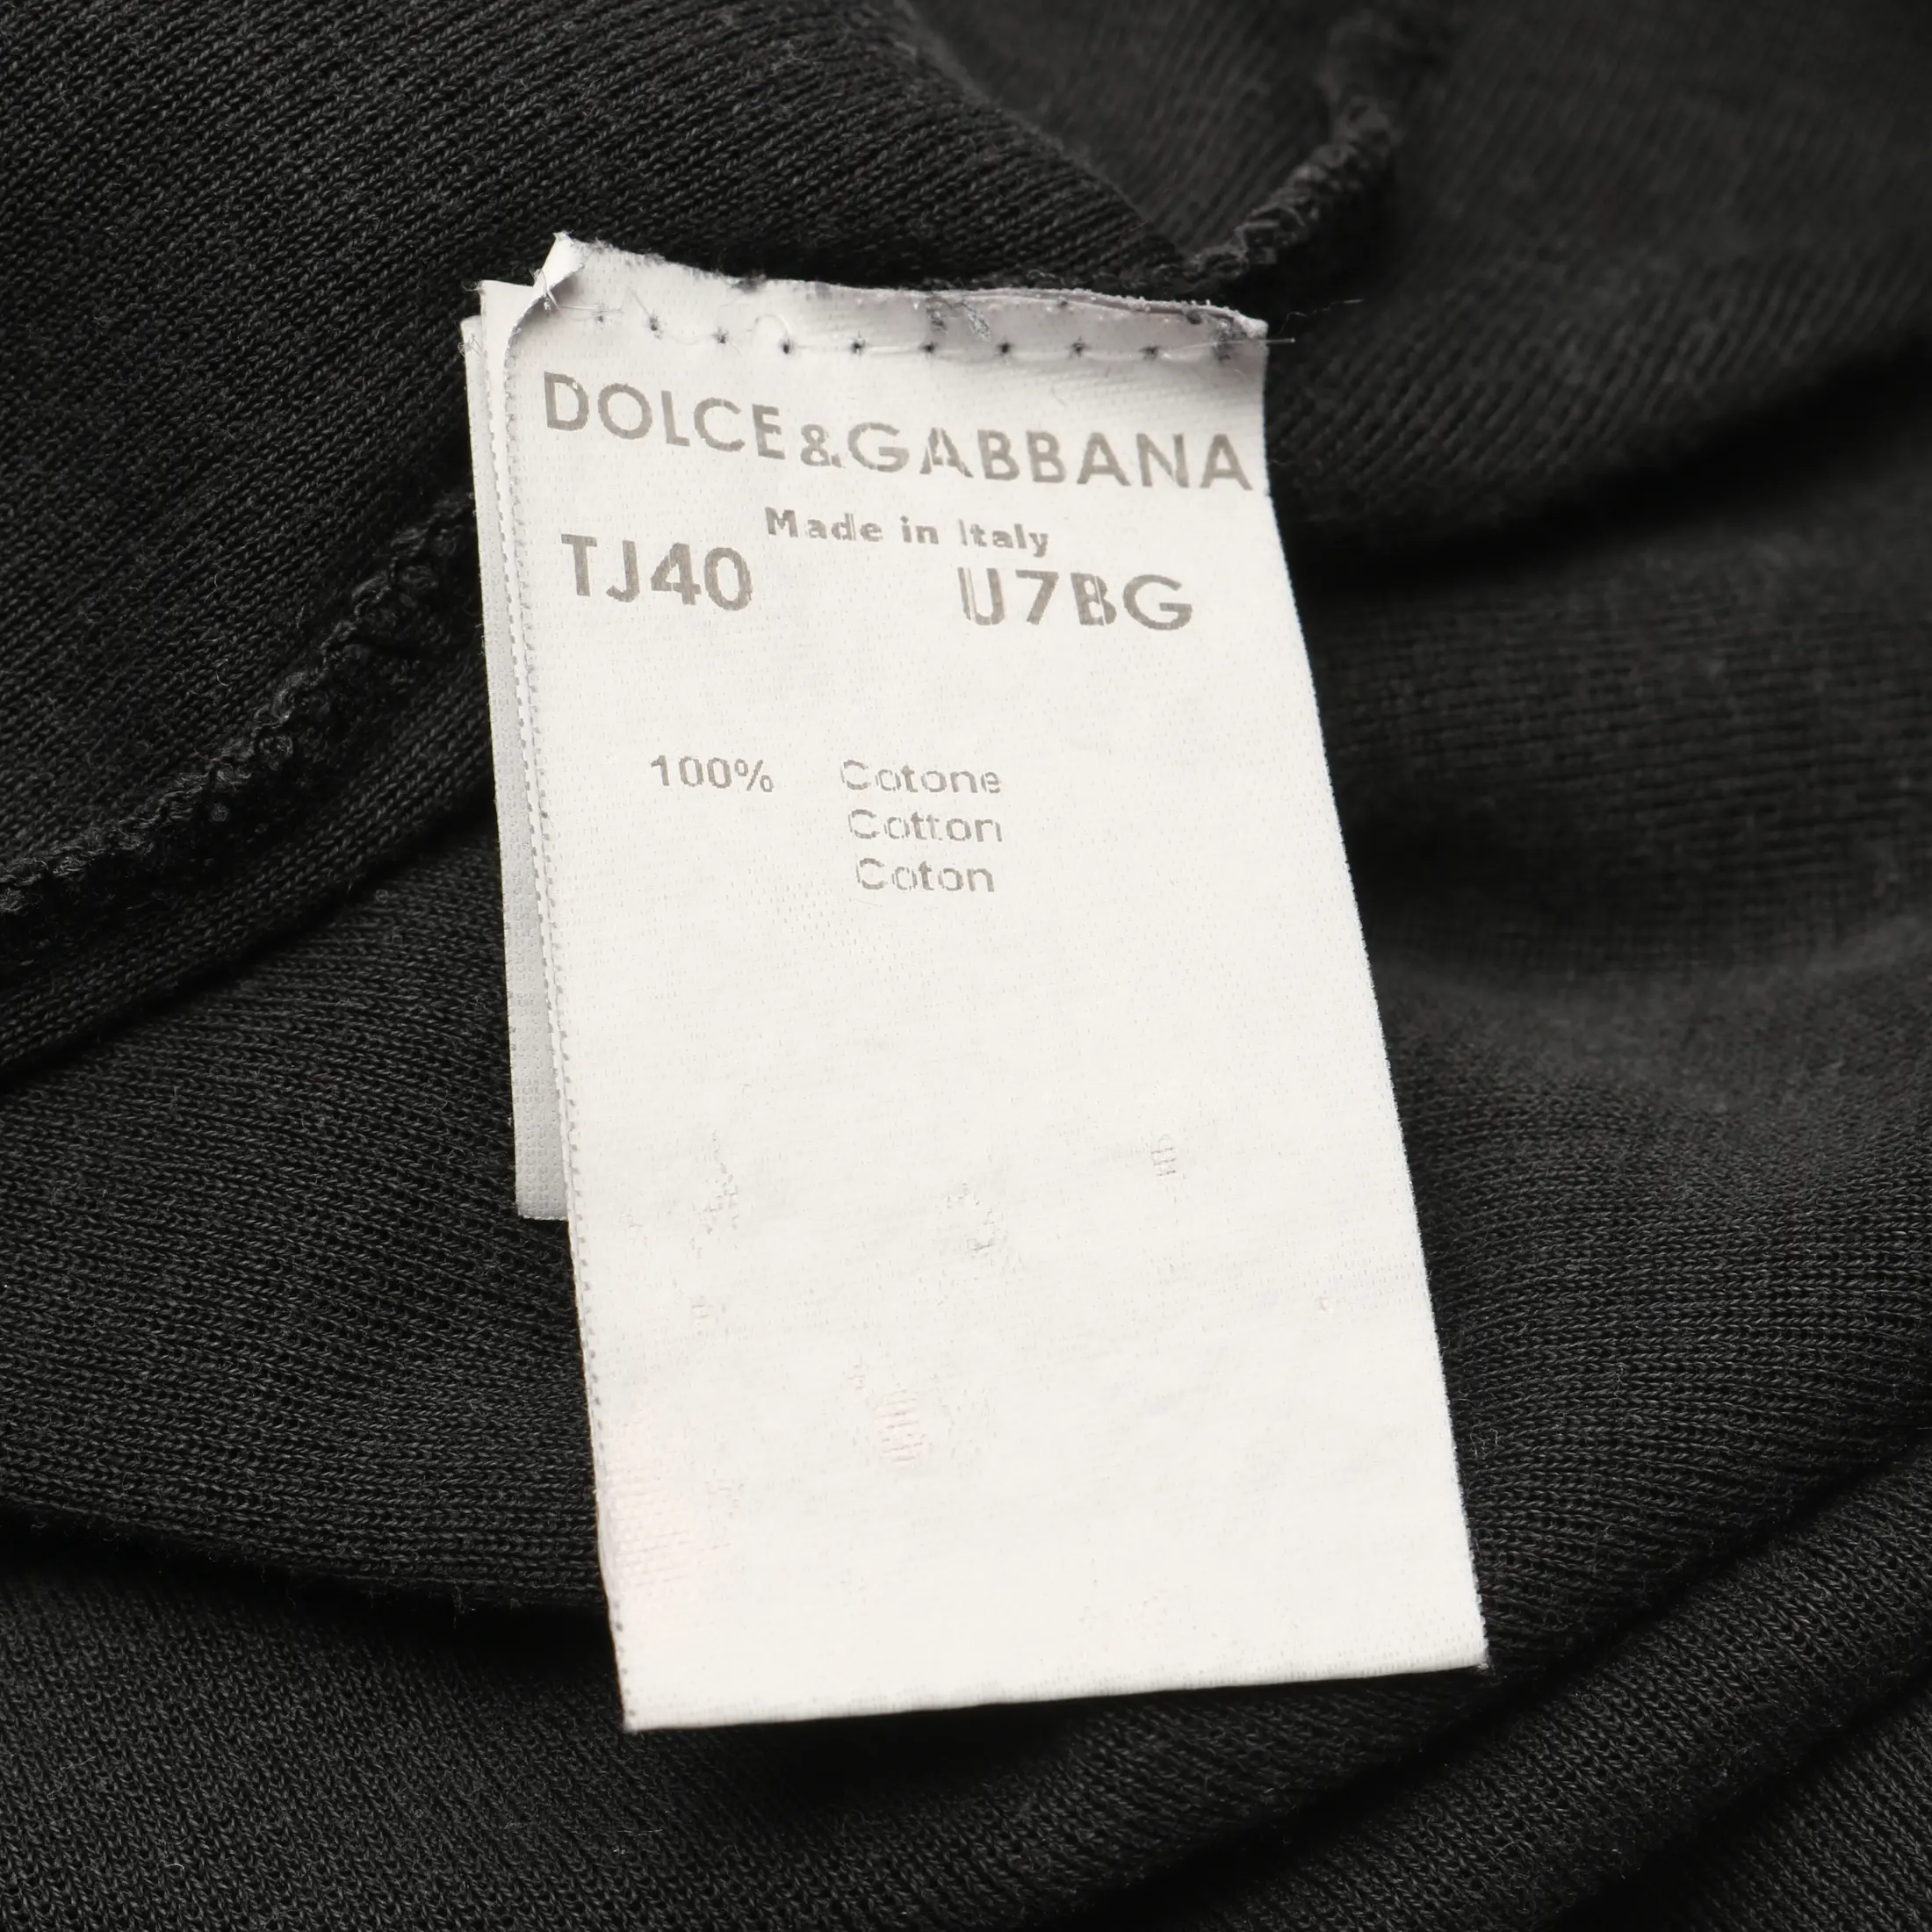 DOLCE&GABBANA
Made in Italy
TJ40 U7BG
100% Cotone
Cotton
Coton